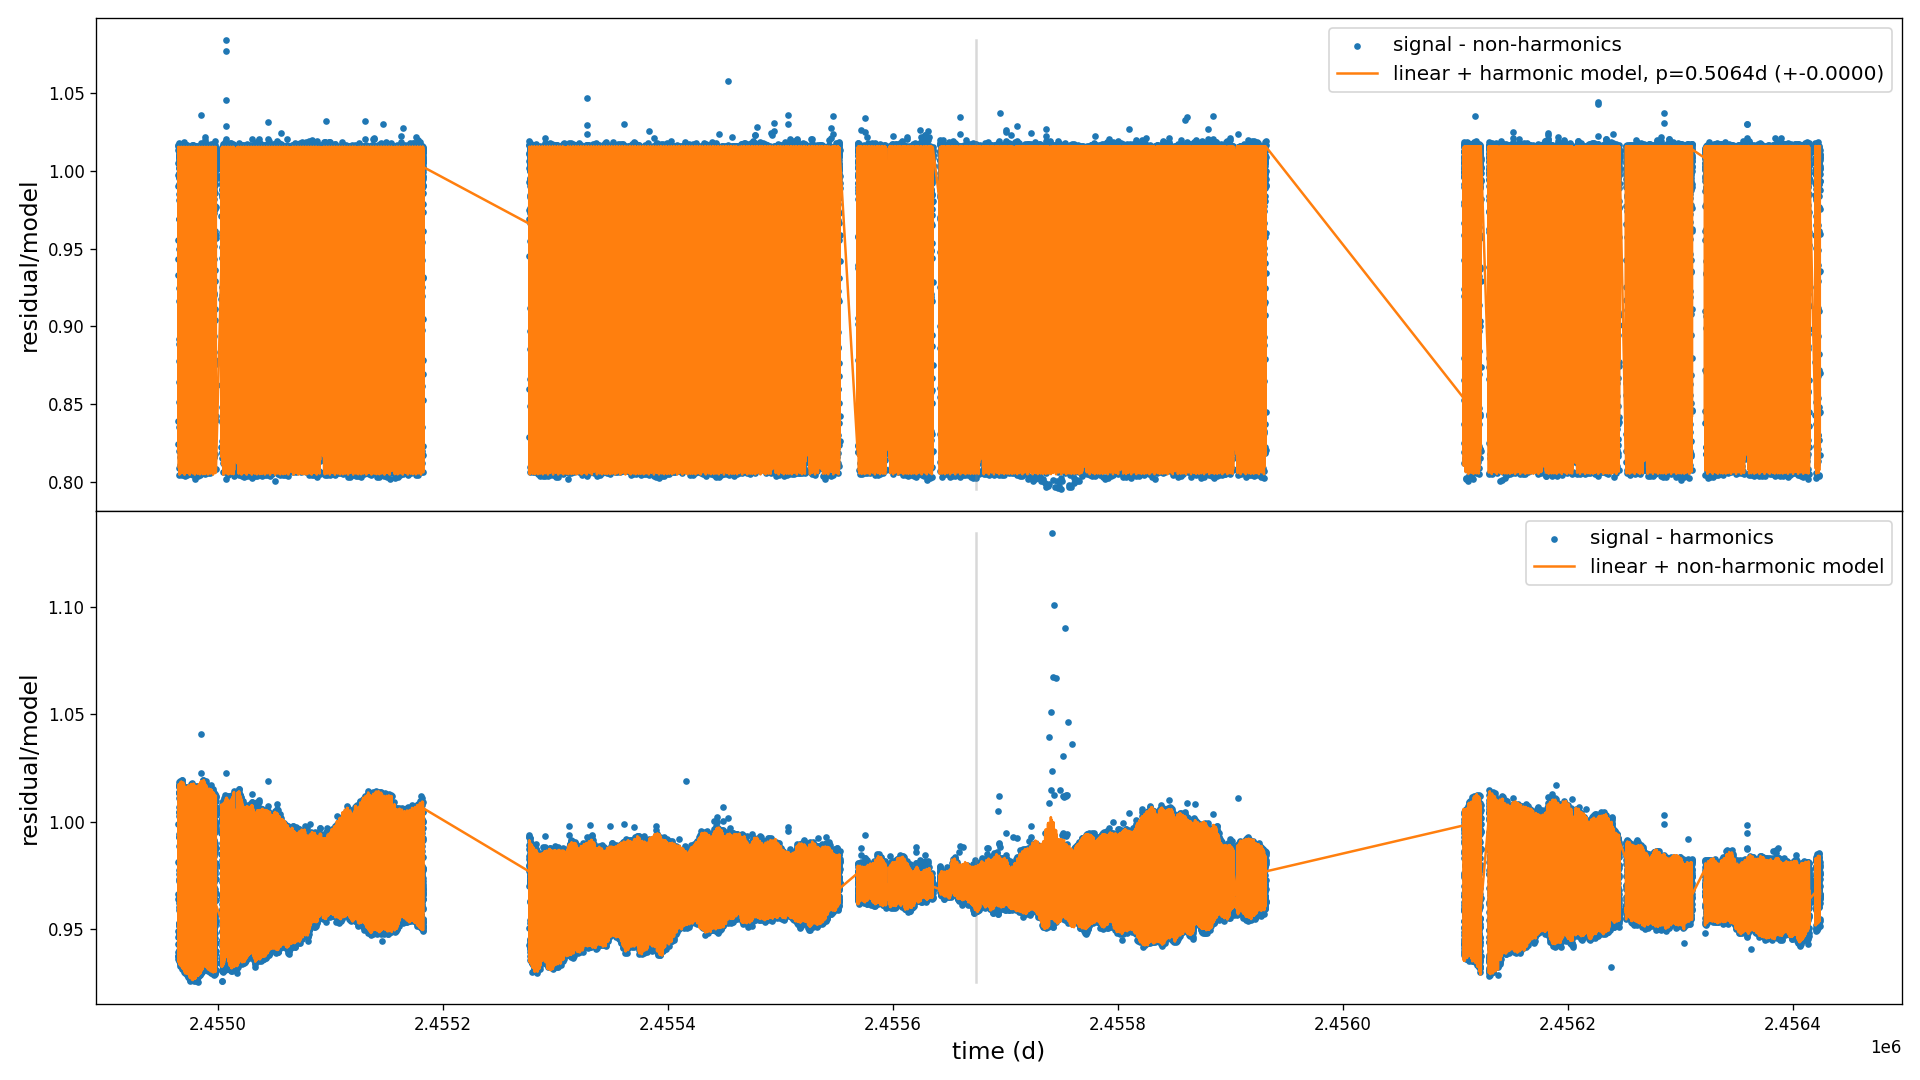 signal - non-harmonics
linear + harmonic model, p=0.5064d (+-0.0000)
1.05
1.00
0.95
0.90
0.85
0.80
residual/model
signal - harmonics
linear + non-harmonic model
1.10
1.05
1.00
0.95
residual/model
2.4550 2.4552 2.4554 2.4556 2.4558 2.4560 2.4562 2.4564
time (d)
1e6